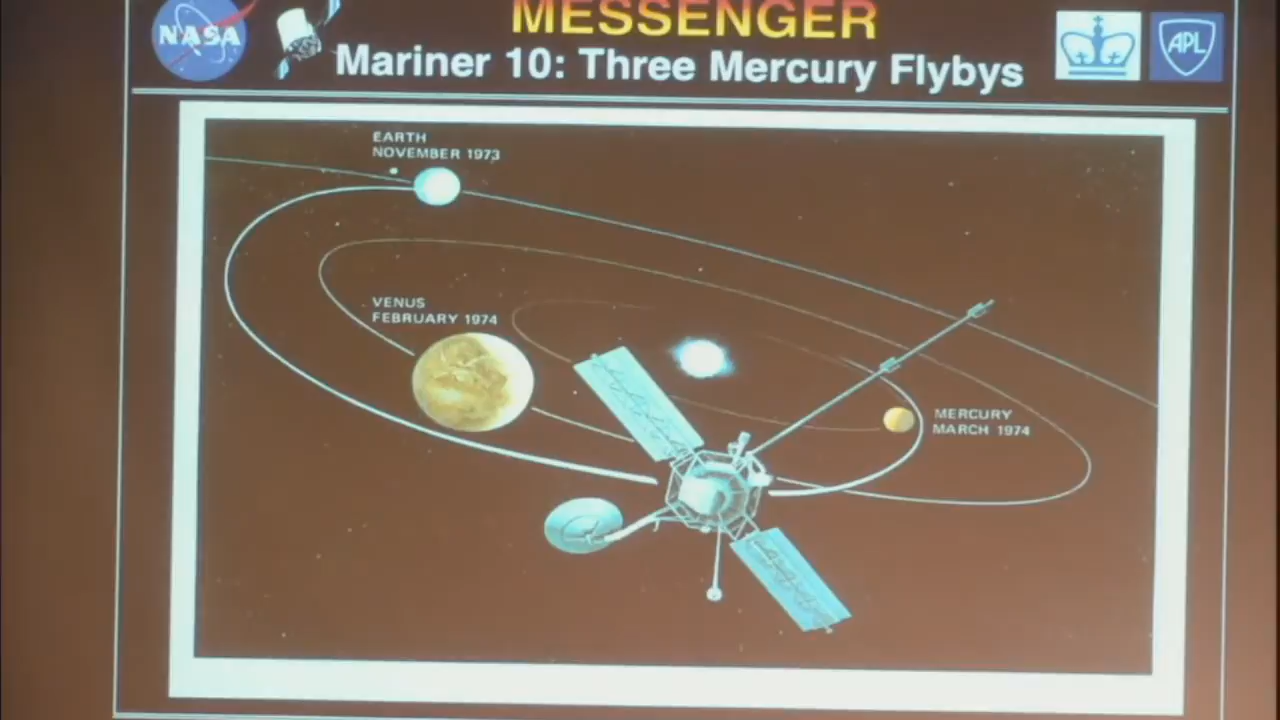 MESSENGER
NASA
Mariner 10: Three Mercury Flybys
APL
EARTH
NOVEMBER 1973
VENUS
FEBRUARY 1974
MERCURY
MARCH 1974